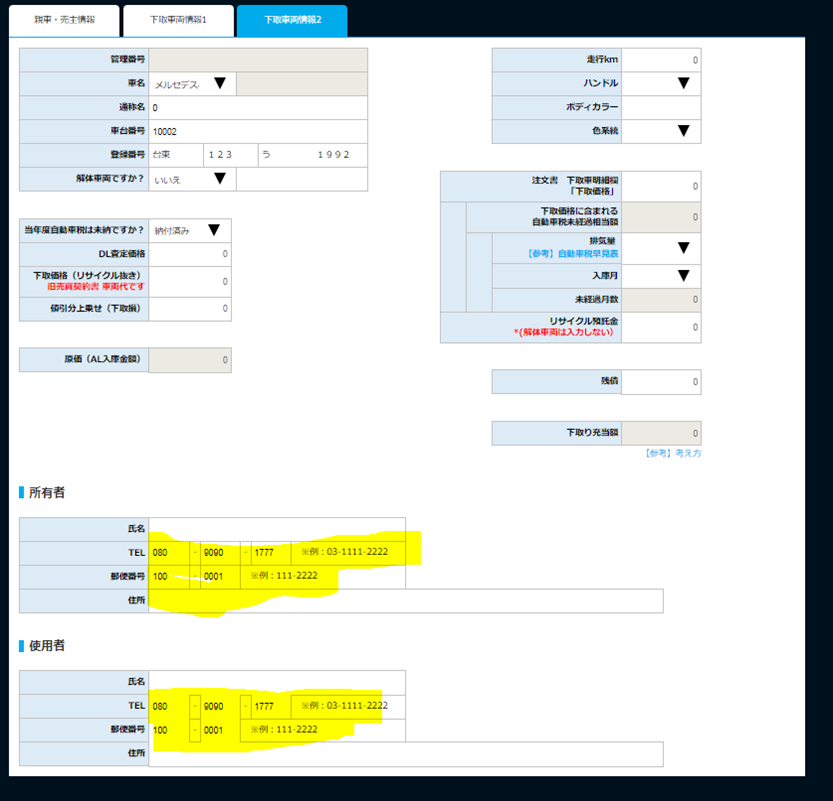 親車・売主情報
下取車両情報1
下取車両情報2
管理番号
車名 メルセデス
通称名 0
車台番号 10002
登録番号 台東 1 2 3 う 1 9 9 2
解体車両ですか？ いいえ
走行km 0
ハンドル
ボディカラー
色系統
当年度自動車税は未納ですか？ 納付済み
DL査定価格 0
下取価格（リサイクル抜き） 0
旧売買契約書 車両代です
値引分上乗せ（下取損） 0
原価（AL入庫金額） 0
注文書 下取車明細欄
「下取価格」 0
下取価格に含まれる
自動車税未経過相当額 0
排気量
【参考】自動車税早見表
入庫月
未経過月数 0
リサイクル預託金 0
*(解体車両は入力しない）
残債 0
下取り充当額 0
【参考】考え方
所有者
氏名
TEL 080 - 9090 - 1777 ※例：03-1111-2222
郵便番号 100 - 0001 ※例：111-2222
住所
使用者
氏名
TEL 080 - 9090 - 1777 ※例：03-1111-2222
郵便番号 100 - 0001 ※例：111-2222
住所